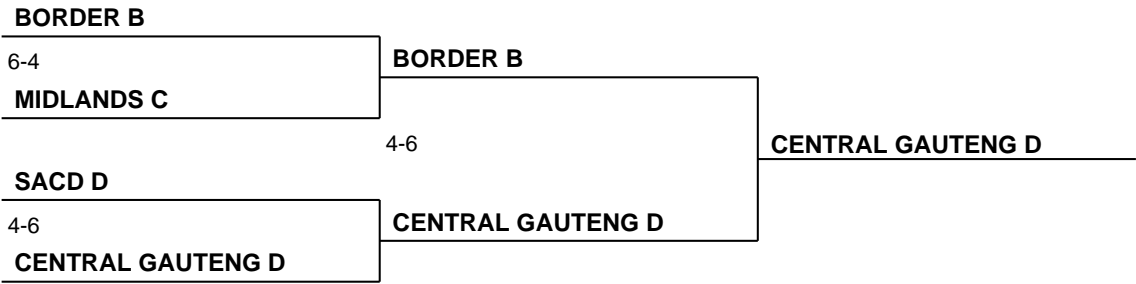 BORDER B
6-4
BORDER B
MIDLANDS C
4-6
CENTRAL GAUTENG D
SACD D
4-6
CENTRAL GAUTENG D
CENTRAL GAUTENG D